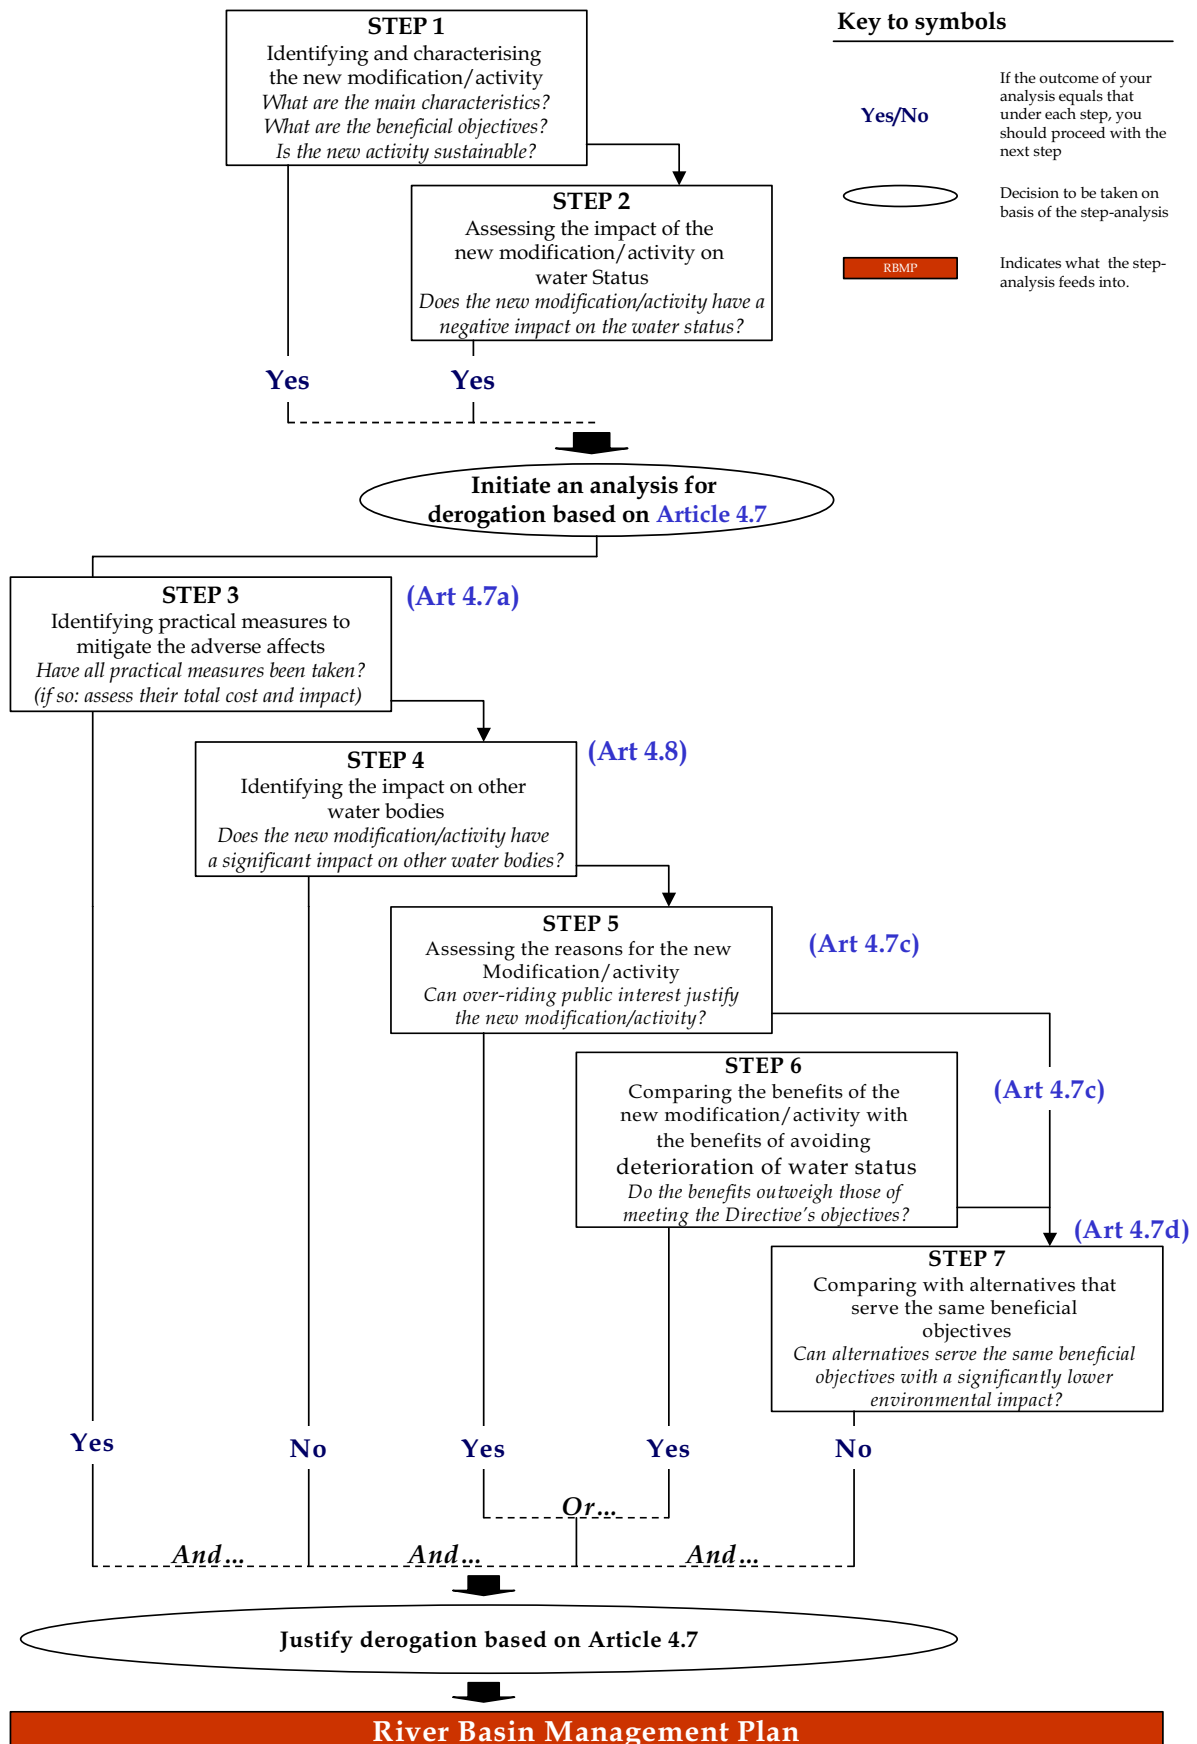 STEP 1
Identifying and characterising
the new modification/activity
What are the main characteristics?
What are the beneficial objectives?
Is the new activity sustainable?
Key to symbols
Yes/No
If the outcome of your
analysis equals that
under each step, you
should proceed with the
next step
Decision to be taken on
basis of the step-analysis
RBMP
Indicates what the step-
analysis feeds into.
STEP 2
Assessing the impact of the
new modification/activity on
water Status
Does the new modification/activity have a
negative impact on the water status?
Yes
Yes
Initiate an analysis for
derogation based on Article 4.7
STEP 3
Identifying practical measures to
mitigate the adverse affects
Have all practical measures been taken?
(if so: assess their total cost and impact)
(Art 4.7a)
STEP 4
Identifying the impact on other
water bodies
Does the new modification/activity have
a significant impact on other water bodies?
(Art 4.8)
STEP 5
Assessing the reasons for the new
Modification/activity
Can over-riding public interest justify
the new modification/activity?
(Art 4.7c)
STEP 6
Comparing the benefits of the
new modification/activity with
the benefits of avoiding
deterioration of water status
Do the benefits outweigh those of
meeting the Directive's objectives?
(Art 4.7c)
(Art 4.7d)
STEP 7
Comparing with alternatives that
serve the same beneficial
objectives
Can alternatives serve the same beneficial
objectives with a significantly lower
environmental impact?
Yes
No
Yes
Yes
No
Or...
And...
And...
And...
Justify derogation based on Article 4.7
River Basin Management Plan